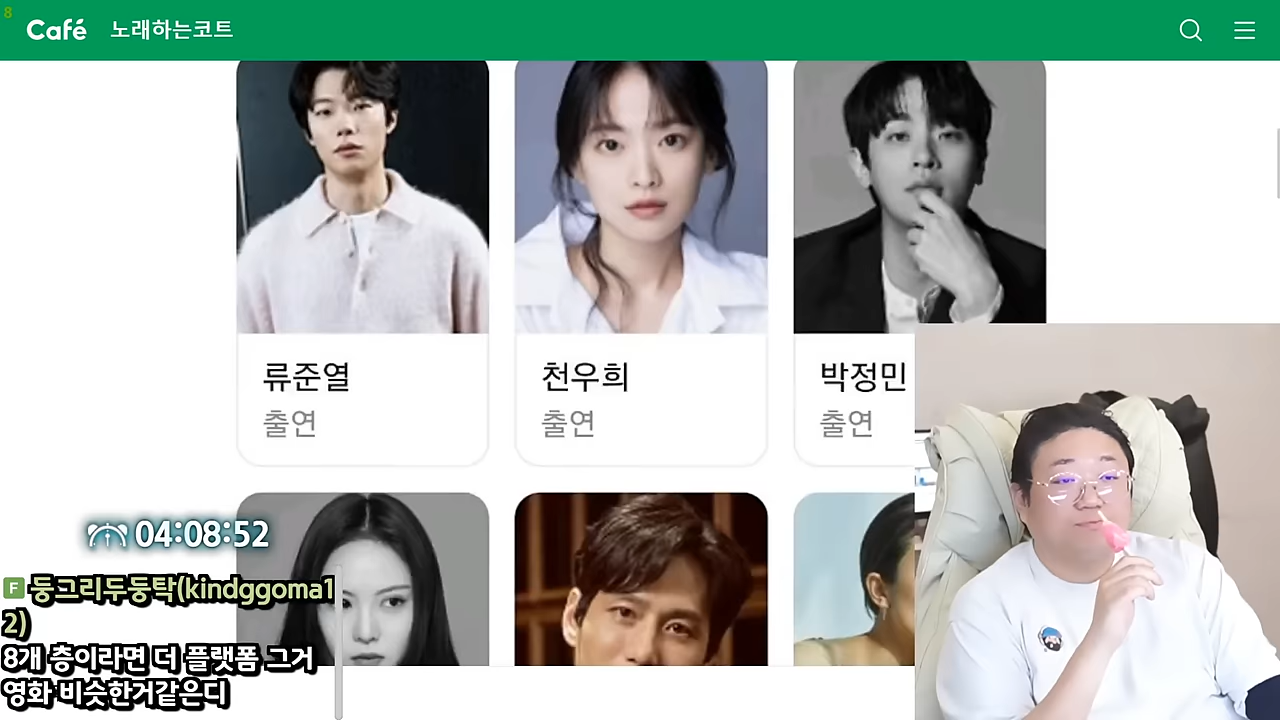 8
Café 노래하는코트
류준열 천우희 박정민
출연 출연 출연
04:08:52
F 둥그리두둥탁(kindggoma1
2)
8개 층이라면 더 플랫폼 그거
영화 비슷한거같은디